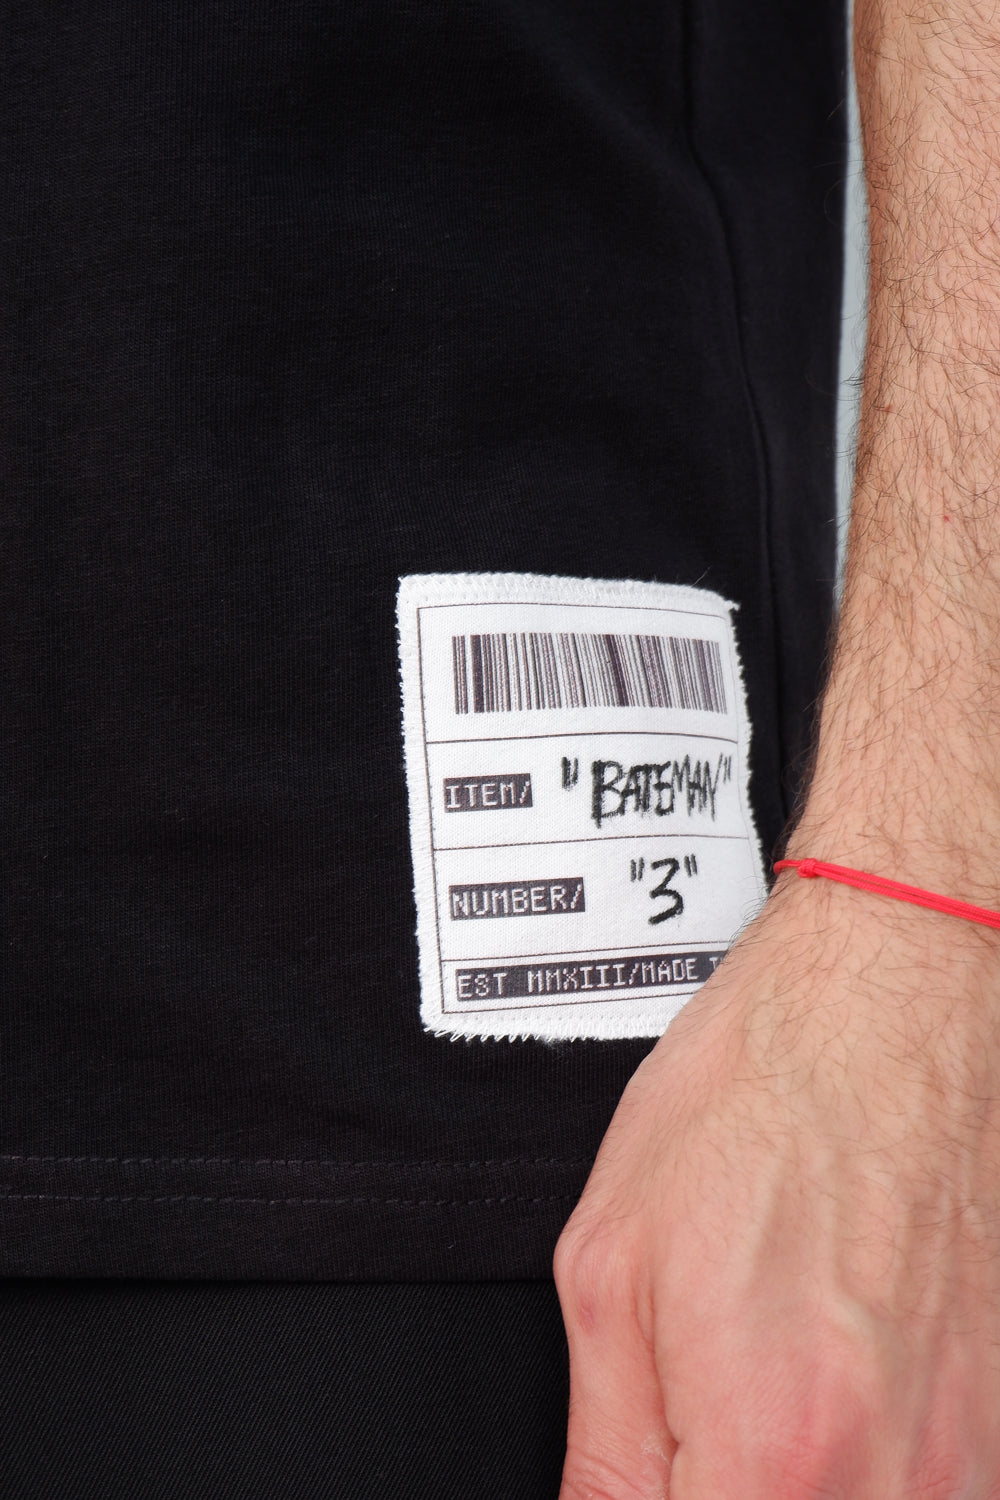 ITEM/ "BATEMAN"
NUMBER/ "3"
EST MMXIII/MADE